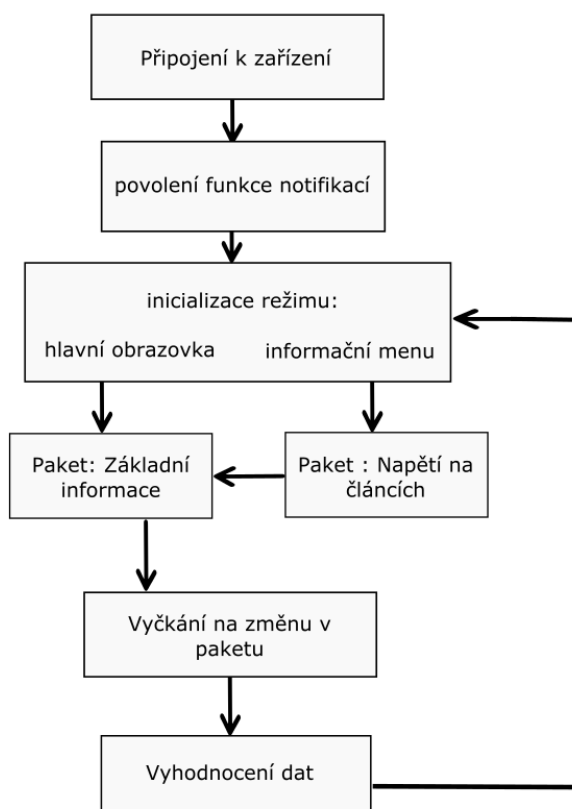 Připojení k zařízení
povolení funkce notifikací
inicializace režimu:
hlavní obrazovka
informační menu
Paket: Základní
informace
Paket : Napětí na
článcích
Vyčkání na změnu v
paketu
Vyhodnocení dat